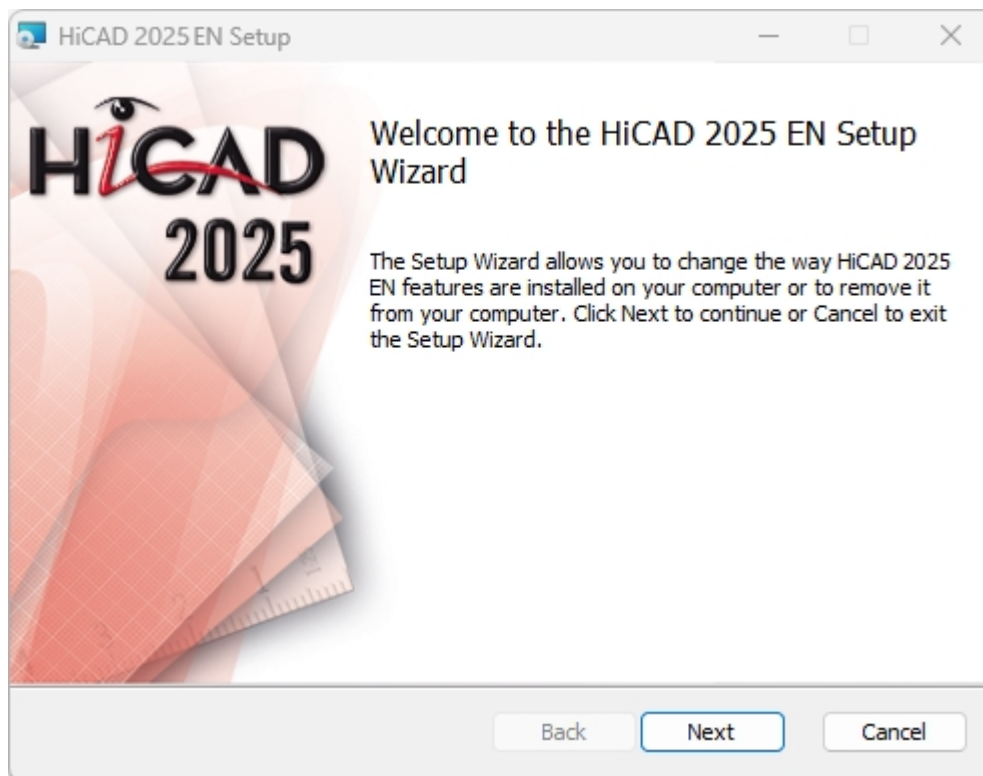 HiCAD 2025 EN Setup
HiCAD
2025
Welcome to the HiCAD 2025 EN Setup
Wizard
The Setup Wizard allows you to change the way HiCAD 2025
EN features are installed on your computer or to remove it
from your computer. Click Next to continue or Cancel to exit
the Setup Wizard.
Back
Next
Cancel